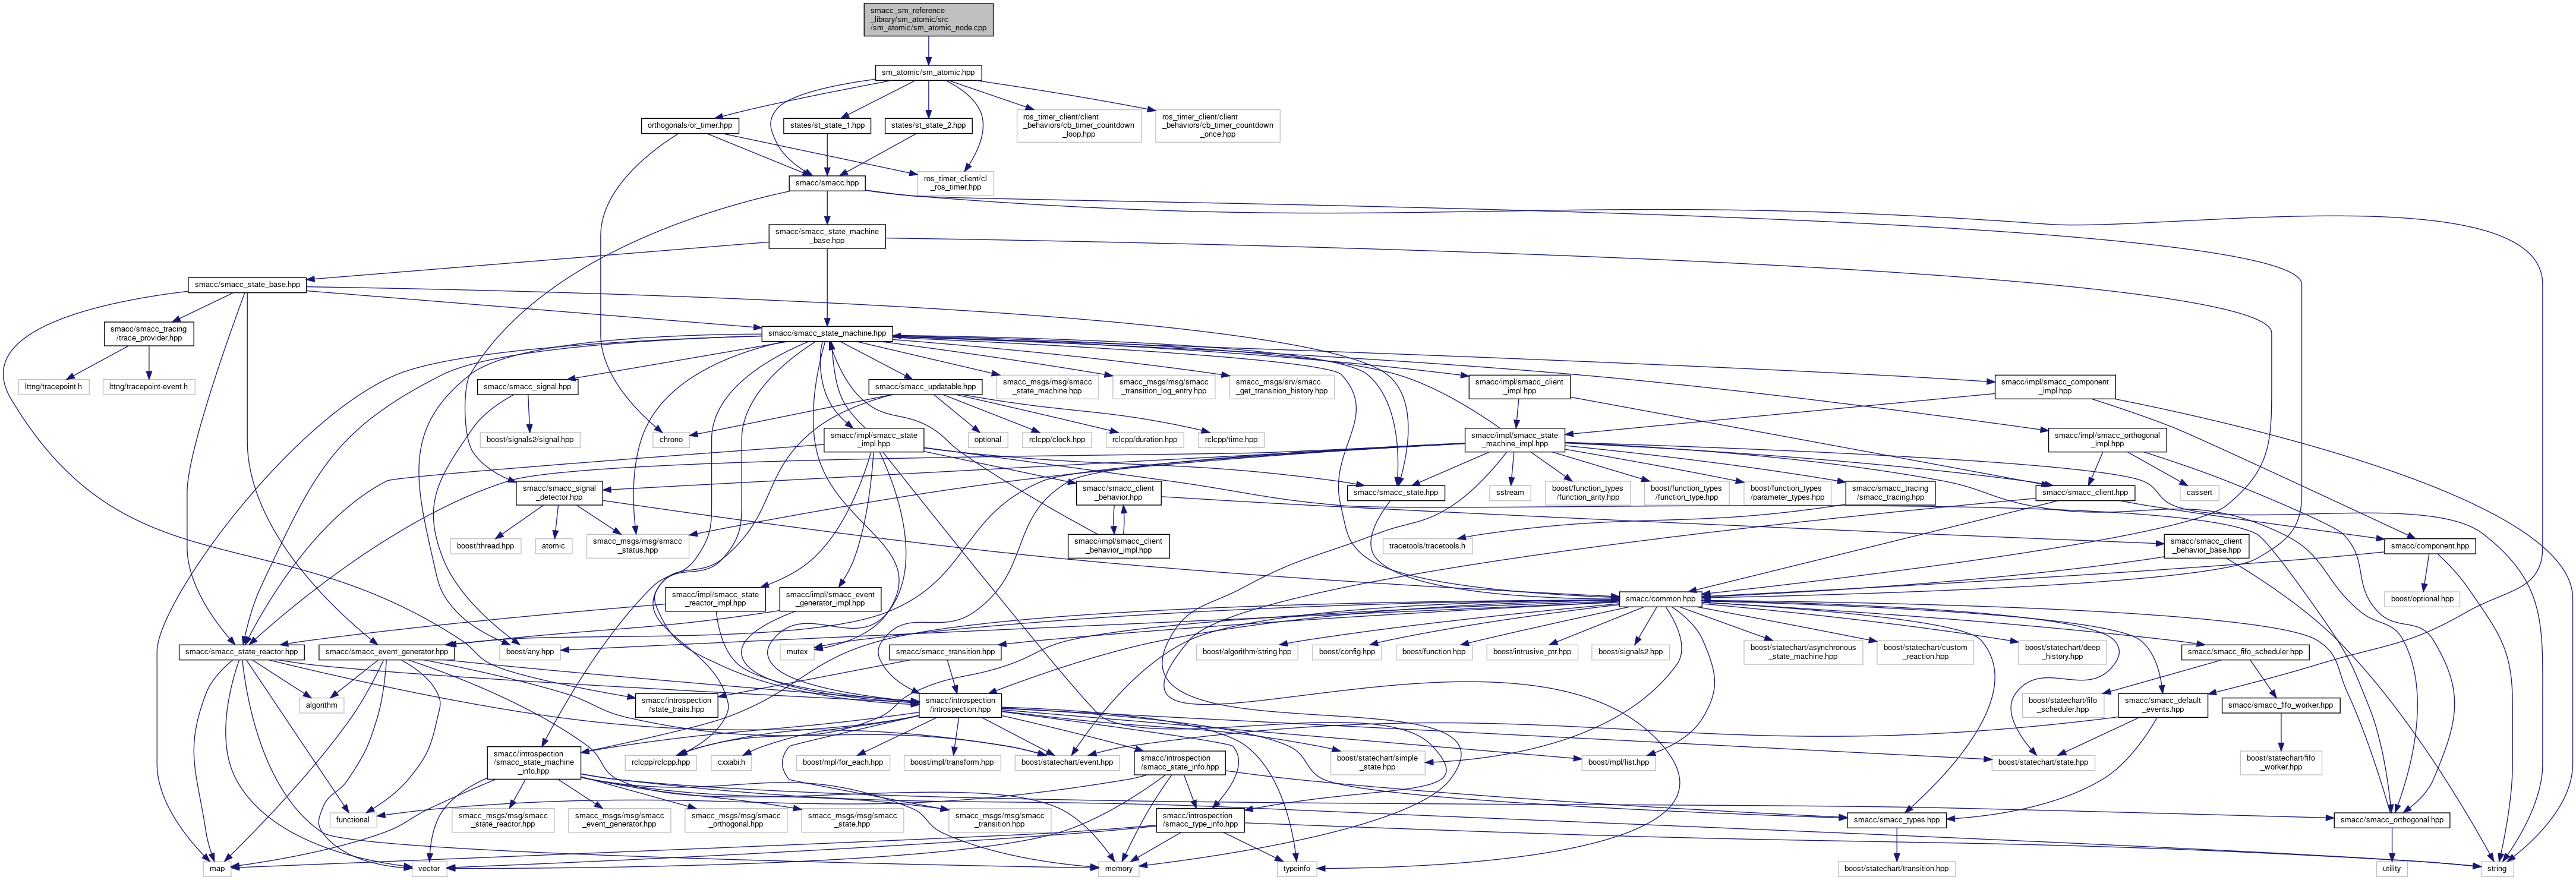 smacc_sm_reference
_library/sm_atomic/src
/sm_atomic/sm_atomic_node.cpp
sm_atomic/sm_atomic.hpp
orthogonals/or_timer.hpp
states/st_state_1.hpp
states/st_state_2.hpp
ros_timer_client/client
_behaviors/cb_timer_countdown
_loop.hpp
ros_timer_client/client
_behaviors/cb_timer_countdown
_once.hpp
smacc/smacc.hpp
ros_timer_client/cl
_ros_timer.hpp
smacc/smacc_state_machine
_base.hpp
smacc/smacc_state_base.hpp
smacc/smacc_tracing
/trace_provider.hpp
smacc/smacc_state_machine.hpp
lttng/tracepoint.h
lttng/tracepoint-event.h
smacc/smacc_signal.hpp
smacc/smacc_updatable.hpp
smacc_msgs/msg/smacc
_state_machine.hpp
smacc_msgs/msg/smacc
_transition_log_entry.hpp
smacc_msgs/srv/smacc
_get_transition_history.hpp
smacc/impl/smacc_client
_impl.hpp
smacc/impl/smacc_component
_impl.hpp
boost/signals2/signal.hpp
chrono
smacc/impl/smacc_state
_impl.hpp
optional
rclcpp/clock.hpp
rclcpp/duration.hpp
rclcpp/time.hpp
smacc/impl/smacc_state
_machine_impl.hpp
smacc/impl/smacc_orthogonal
_impl.hpp
smacc/smacc_signal
_detector.hpp
smacc/smacc_client
_behavior.hpp
smacc/smacc_state.hpp
sstream
boost/function_types
/function_arity.hpp
boost/function_types
/function_type.hpp
boost/function_types
/parameter_types.hpp
smacc/smacc_tracing
/smacc_tracing.hpp
smacc/smacc_client.hpp
cassert
boost/thread.hpp
atomic
smacc_msgs/msg/smacc
_status.hpp
smacc/impl/smacc_client
_behavior_impl.hpp
tracetools/tracetools.h
smacc/smacc_client
_behavior_base.hpp
smacc/component.hpp
smacc/impl/smacc_state
_reactor_impl.hpp
smacc/impl/smacc_event
_generator_impl.hpp
smacc/common.hpp
boost/optional.hpp
smacc/smacc_state_reactor.hpp
smacc/smacc_event_generator.hpp
boost/any.hpp
mutex
smacc/smacc_transition.hpp
boost/algorithm/string.hpp
boost/config.hpp
boost/function.hpp
boost/intrusive_ptr.hpp
boost/signals2.hpp
boost/statechart/asynchronous
_state_machine.hpp
boost/statechart/custom
_reaction.hpp
boost/statechart/deep
_history.hpp
smacc/smacc_fifo_scheduler.hpp
algorithm
smacc/introspection
/state_traits.hpp
smacc/introspection
/introspection.hpp
boost/statechart/fifo
_scheduler.hpp
smacc/smacc_default
_events.hpp
smacc/smacc_fifo_worker.hpp
smacc/introspection
/smacc_state_machine
_info.hpp
rclcpp/rclcpp.hpp
cxxabi.h
boost/mpl/for_each.hpp
boost/mpl/transform.hpp
boost/statechart/event.hpp
smacc/introspection
/smacc_state_info.hpp
boost/statechart/simple
_state.hpp
boost/mpl/list.hpp
boost/statechart/state.hpp
boost/statechart/fifo
_worker.hpp
functional
smacc_msgs/msg/smacc
_state_reactor.hpp
smacc_msgs/msg/smacc
_event_generator.hpp
smacc_msgs/msg/smacc
_orthogonal.hpp
smacc_msgs/msg/smacc
_state.hpp
smacc_msgs/msg/smacc
_transition.hpp
smacc/introspection
/smacc_type_info.hpp
smacc/smacc_types.hpp
smacc/smacc_orthogonal.hpp
map
vector
memory
typeinfo
boost/statechart/transition.hpp
utility
string